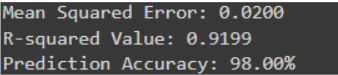 Mean Squared Error: 0.0200
R-squared Value: 0.9199
Prediction Accuracy: 98.00%